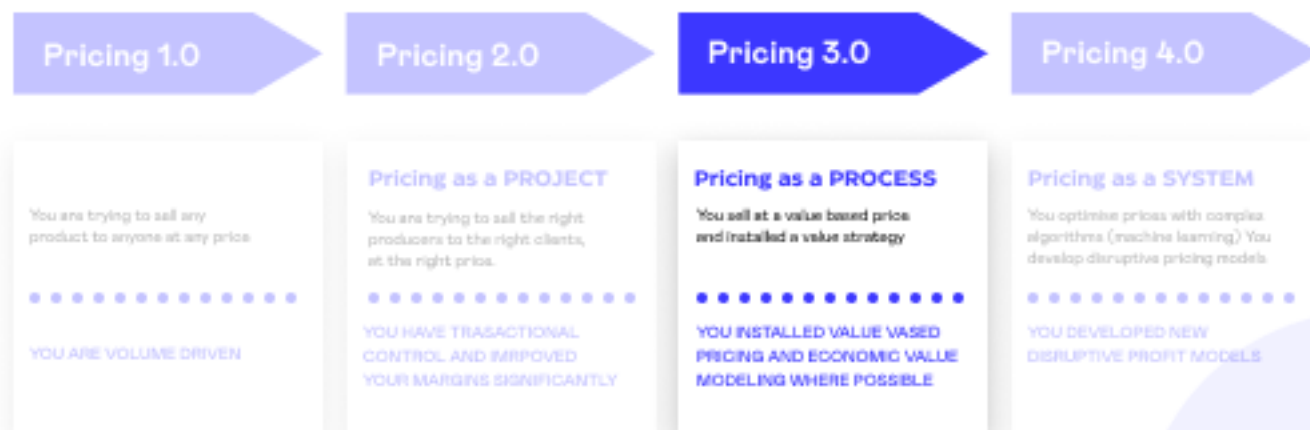 Pricing 1.0
Pricing 2.0
Pricing 3.0
Pricing 4.0
You are trying to sell any
product to anyone at any price
YOU ARE VOLUME DRIVEN
Pricing as a PROJECT
You are trying to sell the right
producers to the right clients,
at the right price.
YOU HAVE TRASACTIONAL
CONTROL AND IMRPOVED
YOUR MARGINS SIGNIFICANTLY
Pricing as a PROCESS
You sell at a value based price
and installed a value strategy
YOU INSTALLED VALUE VASED
PRICING AND ECONOMIC VALUE
MODELING WHERE POSSIBLE
Pricing as a SYSTEM
You optimise prices with complex
algorithms (machine learning) You
develop disruptive pricing models
YOU DEVELOPED NEW
DISRUPTIVE PROFIT MODELS